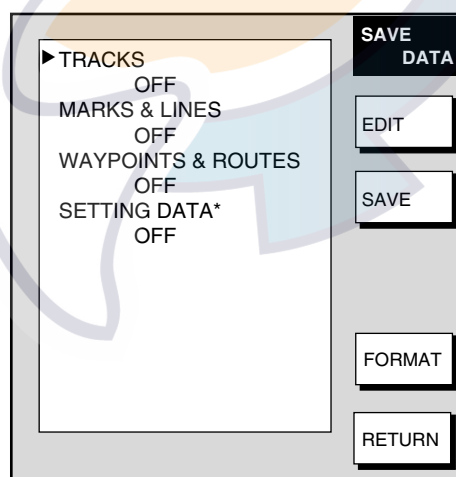 ▶TRACKS
OFF
MARKS & LINES
OFF
WAYPOINTS & ROUTES
OFF
SETTING DATA*
OFF
SAVE
DATA
EDIT
SAVE
FORMAT
RETURN